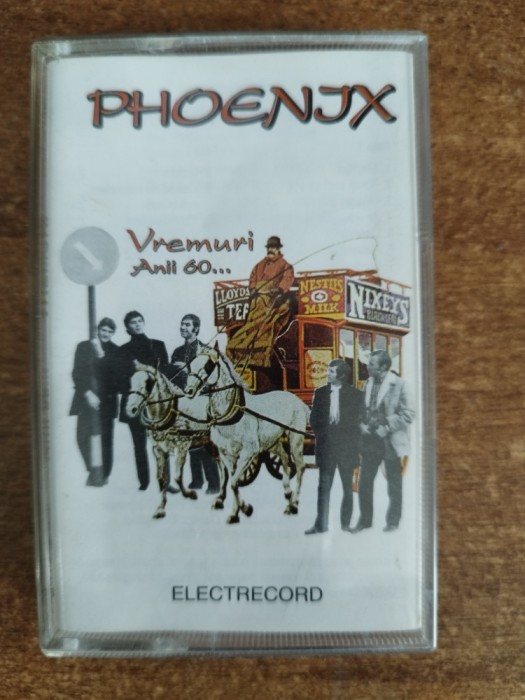 PHOENIX
Vremuri
Anii 60...
LLOYDS
TEA
NESTLÉS
MILK
NIXEY'S
ELECTRECORD